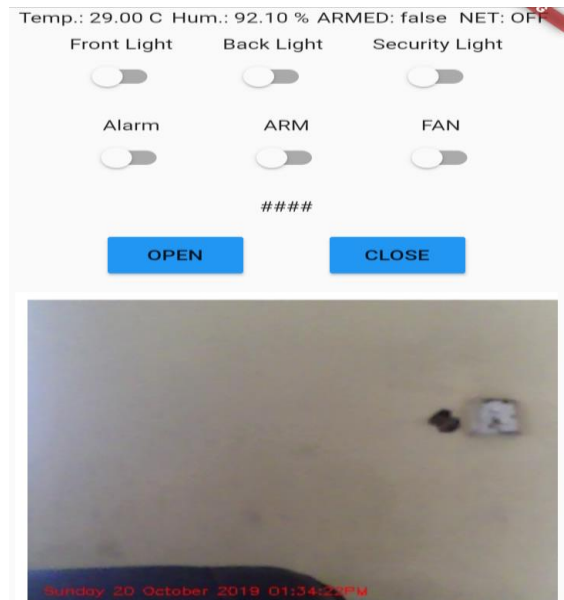 Temp.: 29.00 C Hum.: 92.10 % ARMED: false NET: OFF
Front Light Back Light Security Light
Alarm ARM FAN
####
OPEN CLOSE
Sunday 20 October 2019 01:34:22PM